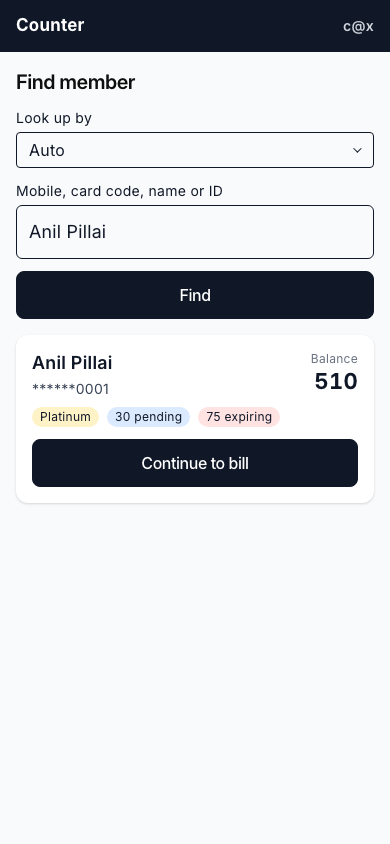 Counter
c@x
Find member
Look up by
Auto
Mobile, card code, name or ID
Anil Pillai
Find
Anil Pillai
Balance
******0001
510
Platinum
30 pending
75 expiring
Continue to bill